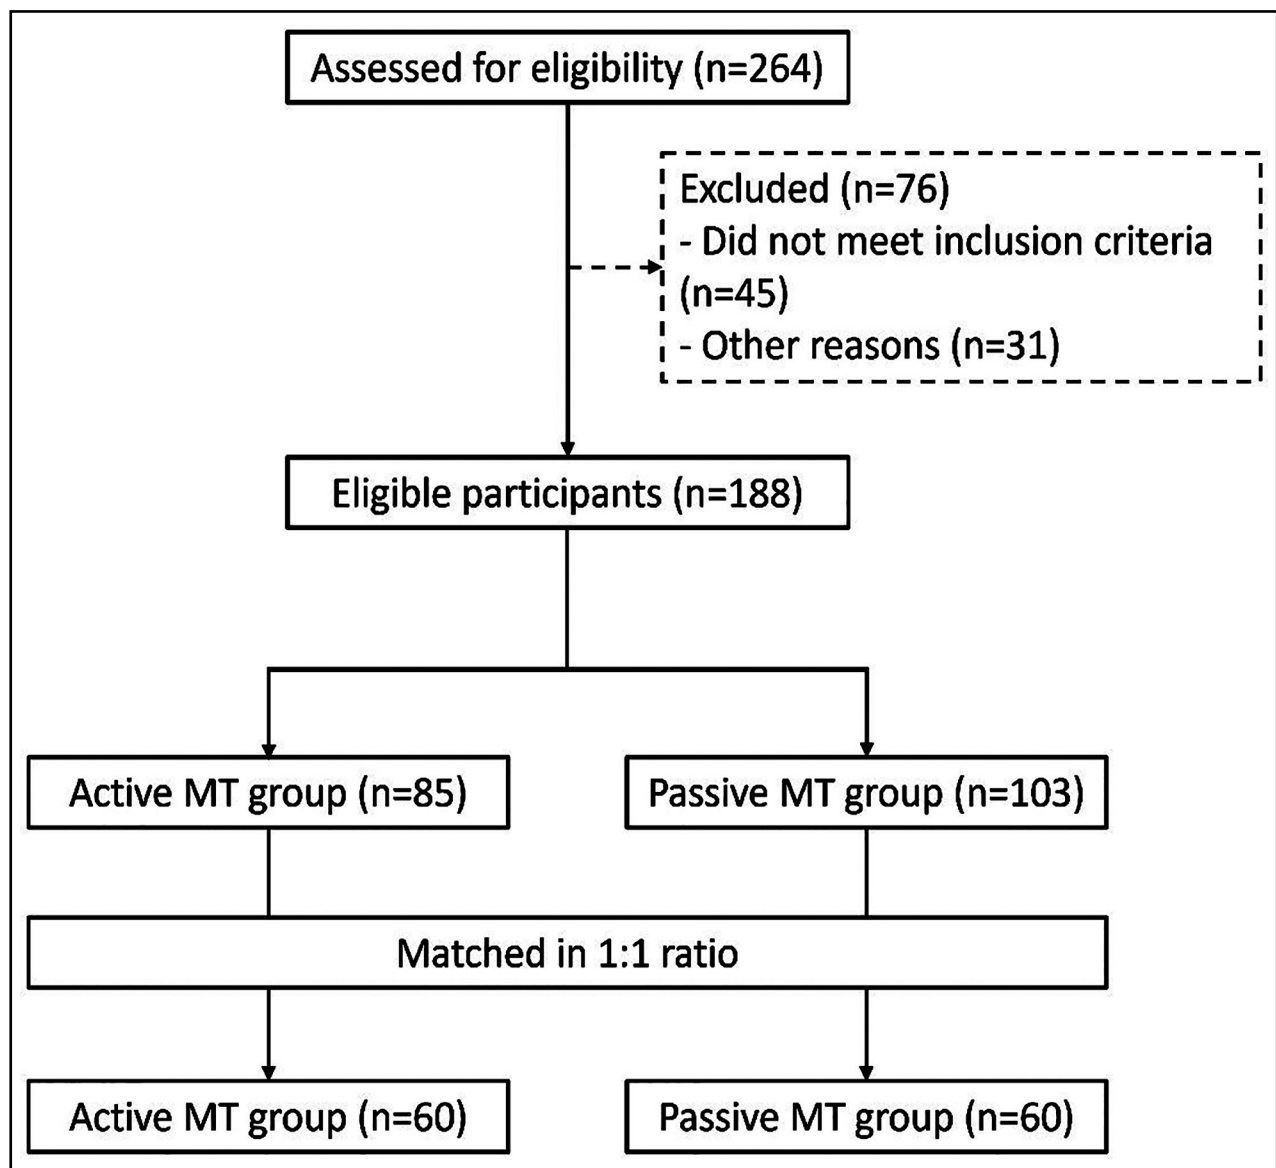 Assessed for eligibility (n=264)
Excluded (n=76)
- Did not meet inclusion criteria
(n=45)
- Other reasons (n=31)
Eligible participants (n=188)
Active MT group (n=85)
Passive MT group (n=103)
Matched in 1:1 ratio
Active MT group (n=60)
Passive MT group (n=60)